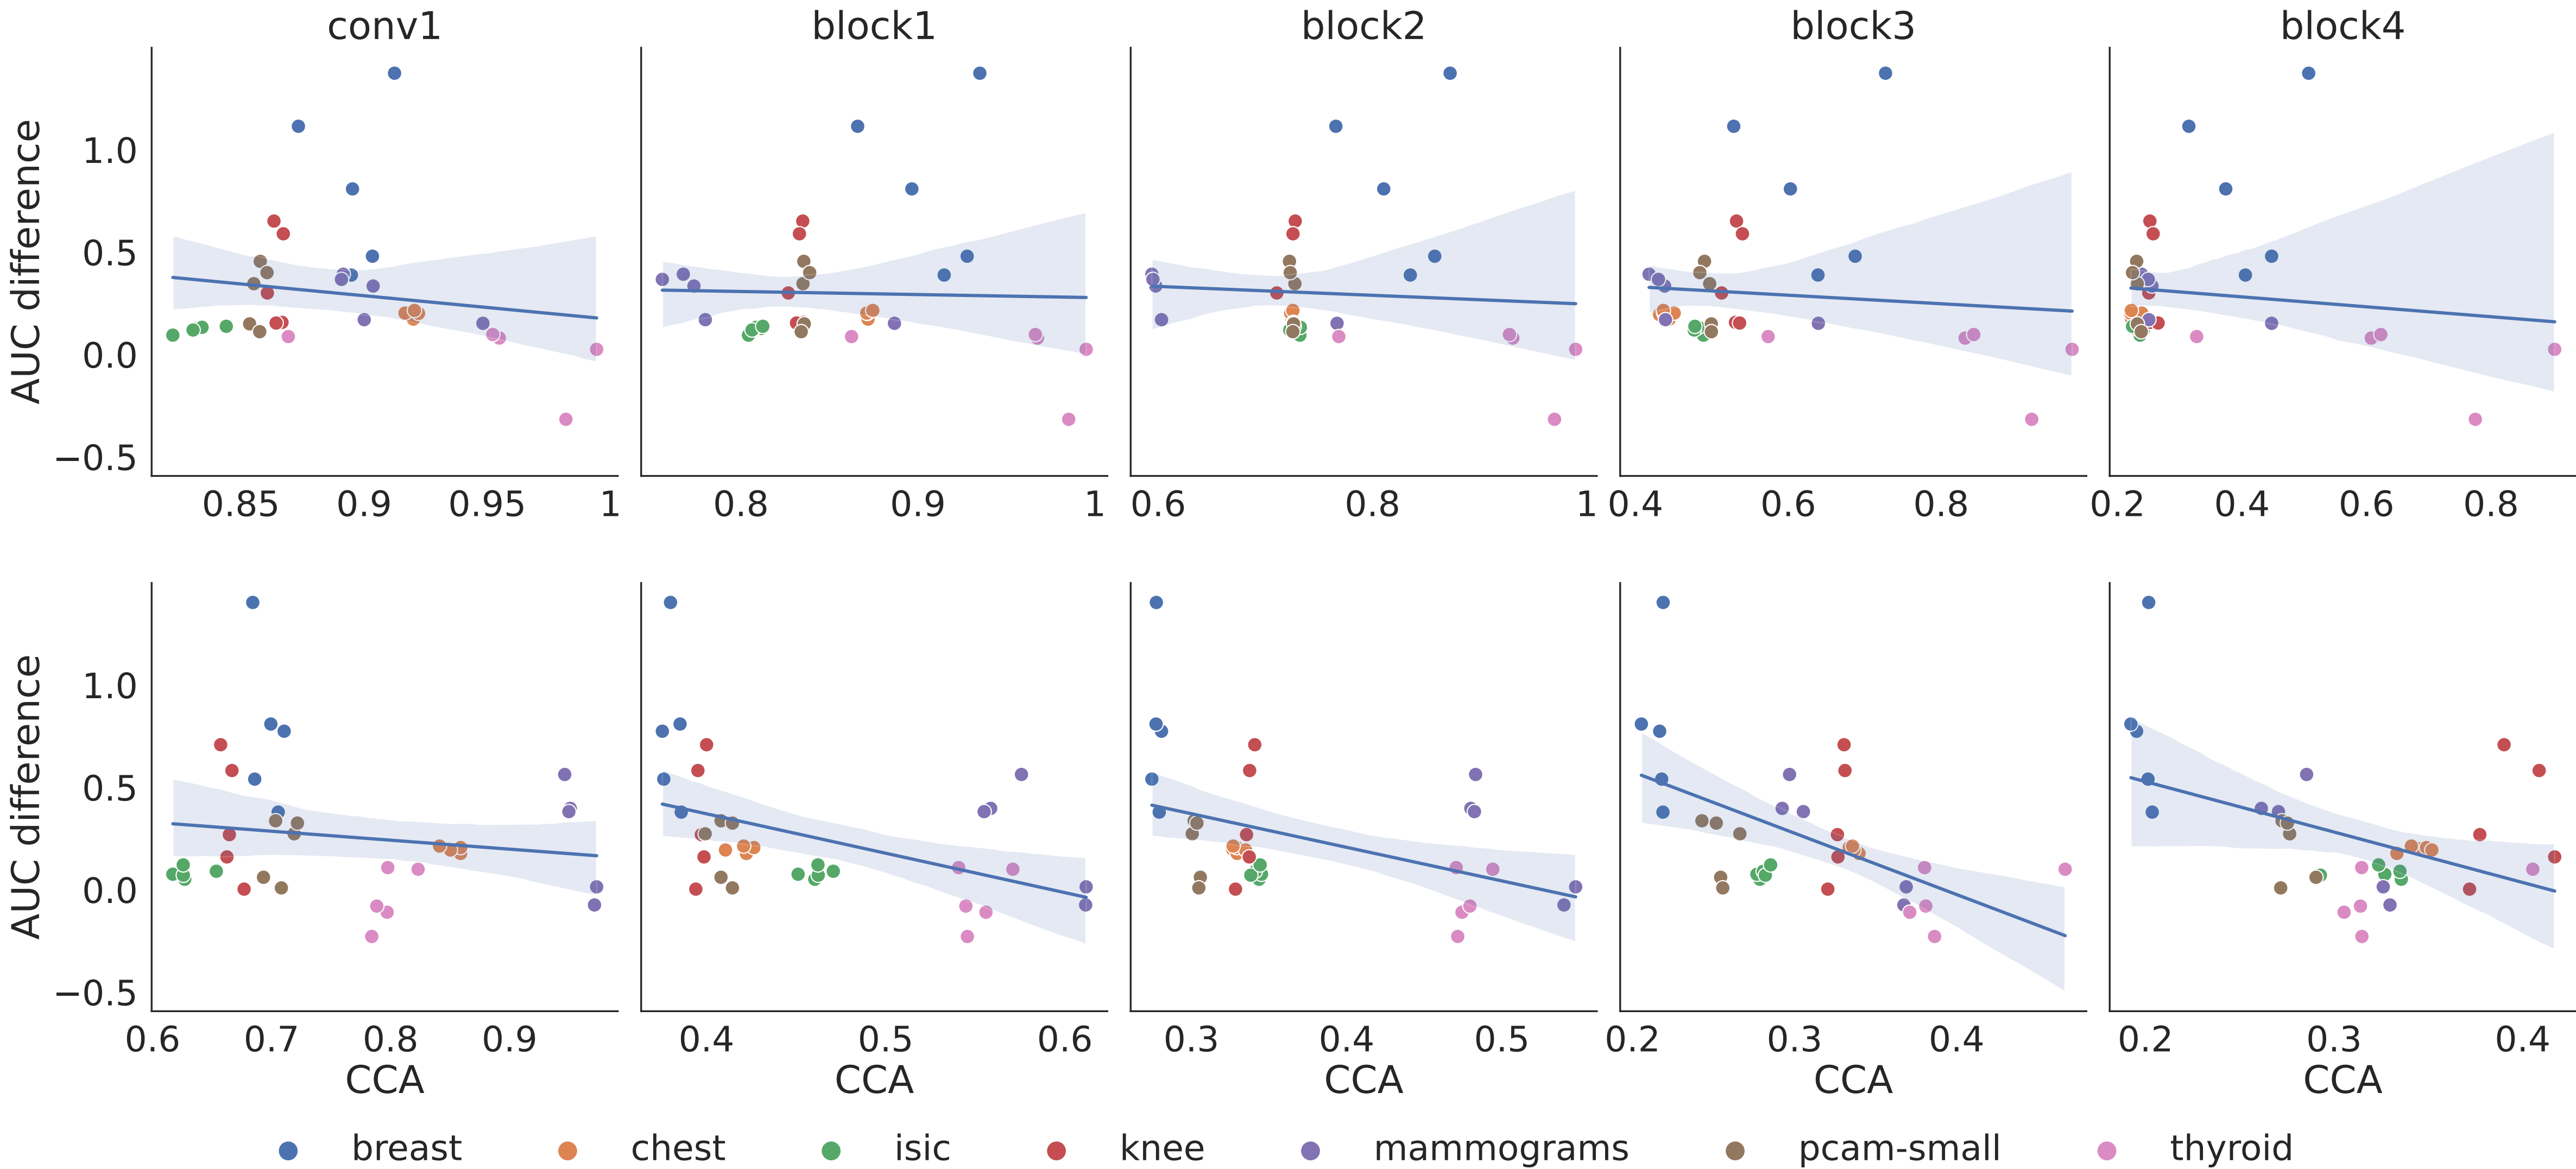 conv1 block1 block2 block3 block4
AUC difference
1.0
0.5
0.0
−0.5
0.85 0.9 0.95 1 0.8 0.9 1 0.6 0.8 1 0.4 0.6 0.8 0.2 0.4 0.6 0.8
AUC difference
1.0
0.5
0.0
−0.5
0.6 0.7 0.8 0.9 0.4 0.5 0.6 0.3 0.4 0.5 0.2 0.3 0.4 0.2 0.3 0.4
CCA CCA CCA CCA CCA
breast chest isic knee mammograms pcam-small thyroid